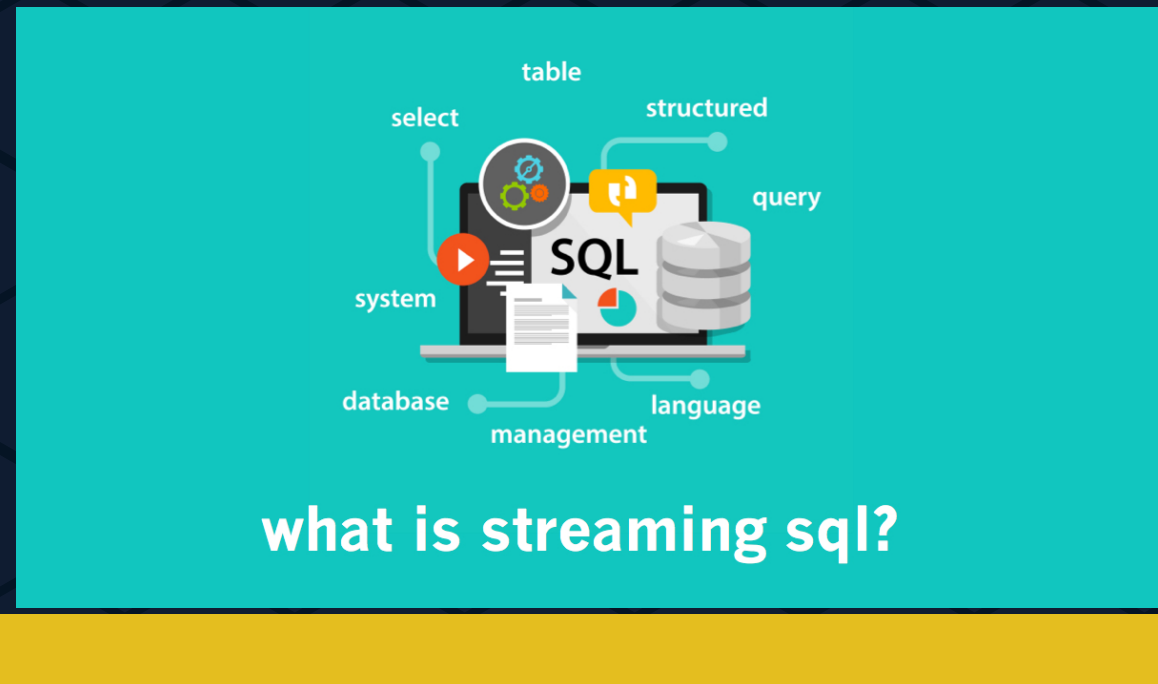 table
select
structured
query
SQL
system
database
language
management
what is streaming sql?